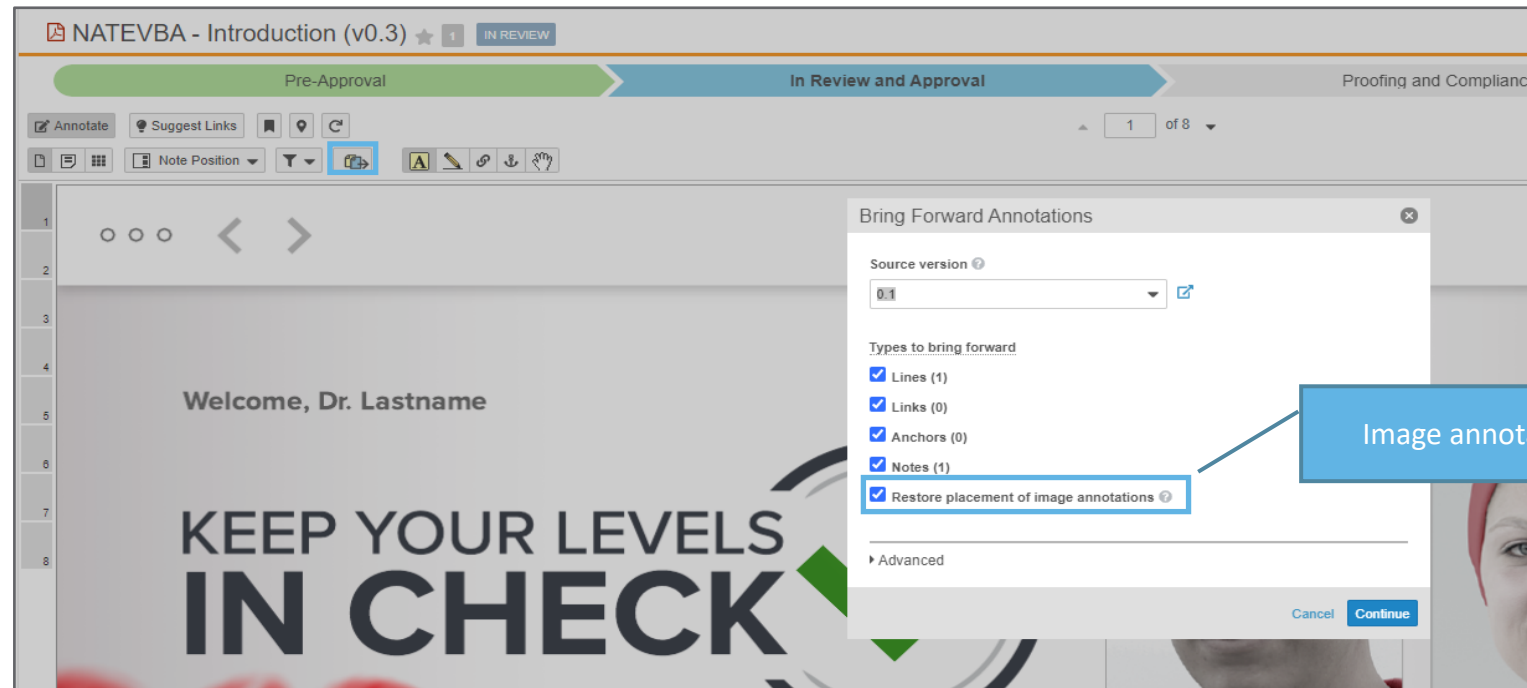 NATEVBA - Introduction (v0.3) 1 IN REVIEW
Pre-Approval In Review and Approval Proofing and Complianc
Annotate Suggest Links 1 of 8
Note Position A
1
2
3
4
5
6
7
8
Welcome, Dr. Lastname
KEEP YOUR LEVELS
IN CHECK
Bring Forward Annotations
Source version
0.1
Types to bring forward
Lines (1)
Links (0)
Anchors (0)
Notes (1)
Restore placement of image annotations
Advanced
Cancel Continue
Image annot